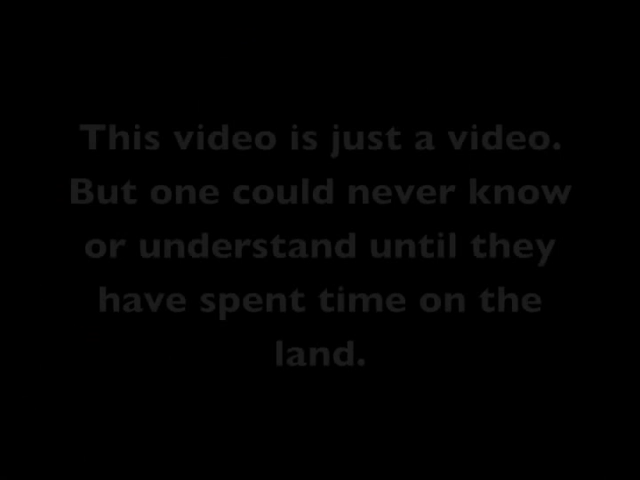 This video is just a video.
But one could never know
or understand until they
have spent time on the
land.